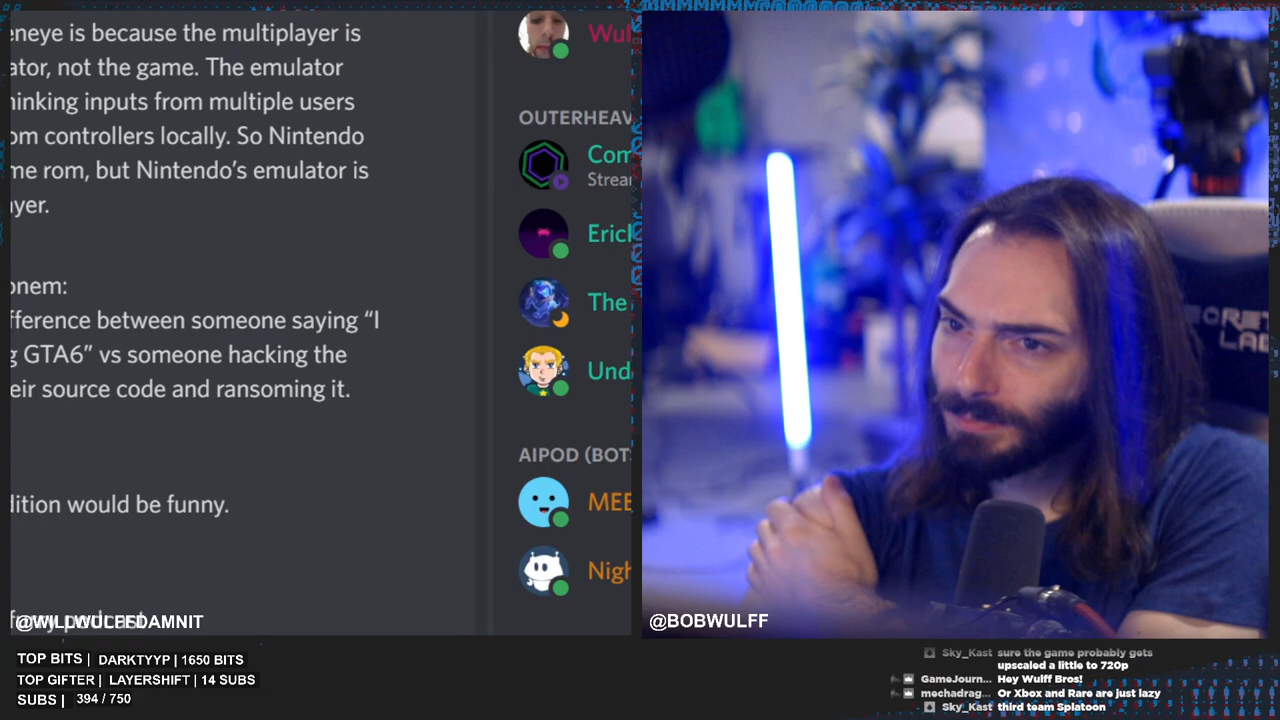 eneye is because the multiplayer is
ator, not the game. The emulator
hinking inputs from multiple users
om controllers locally. So Nintendo
me rom, but Nintendo's emulator is
ayer.
onem:
fference between someone saying "I
g GTA6" vs someone hacking the
eir source code and ransoming it.
dition would be funny.
@WILLWULFFDAMNIT
Wul
OUTERHEAV
Com
Strear
Erick
The
Und
AIPOD (BOT
MEE
Nigh
@BOBWULFF
TOP BITS | DARKTYYP | 1650 BITS
TOP GIFTER | LAYERSHIFT | 14 SUBS
SUBS | 394 / 750
Sky_Kast sure the game probably gets
upscaled a little to 720p
GameJourn... Hey Wulff Bros!
mechadrag... Or Xbox and Rare are just lazy
Sky_Kast third team Splatoon